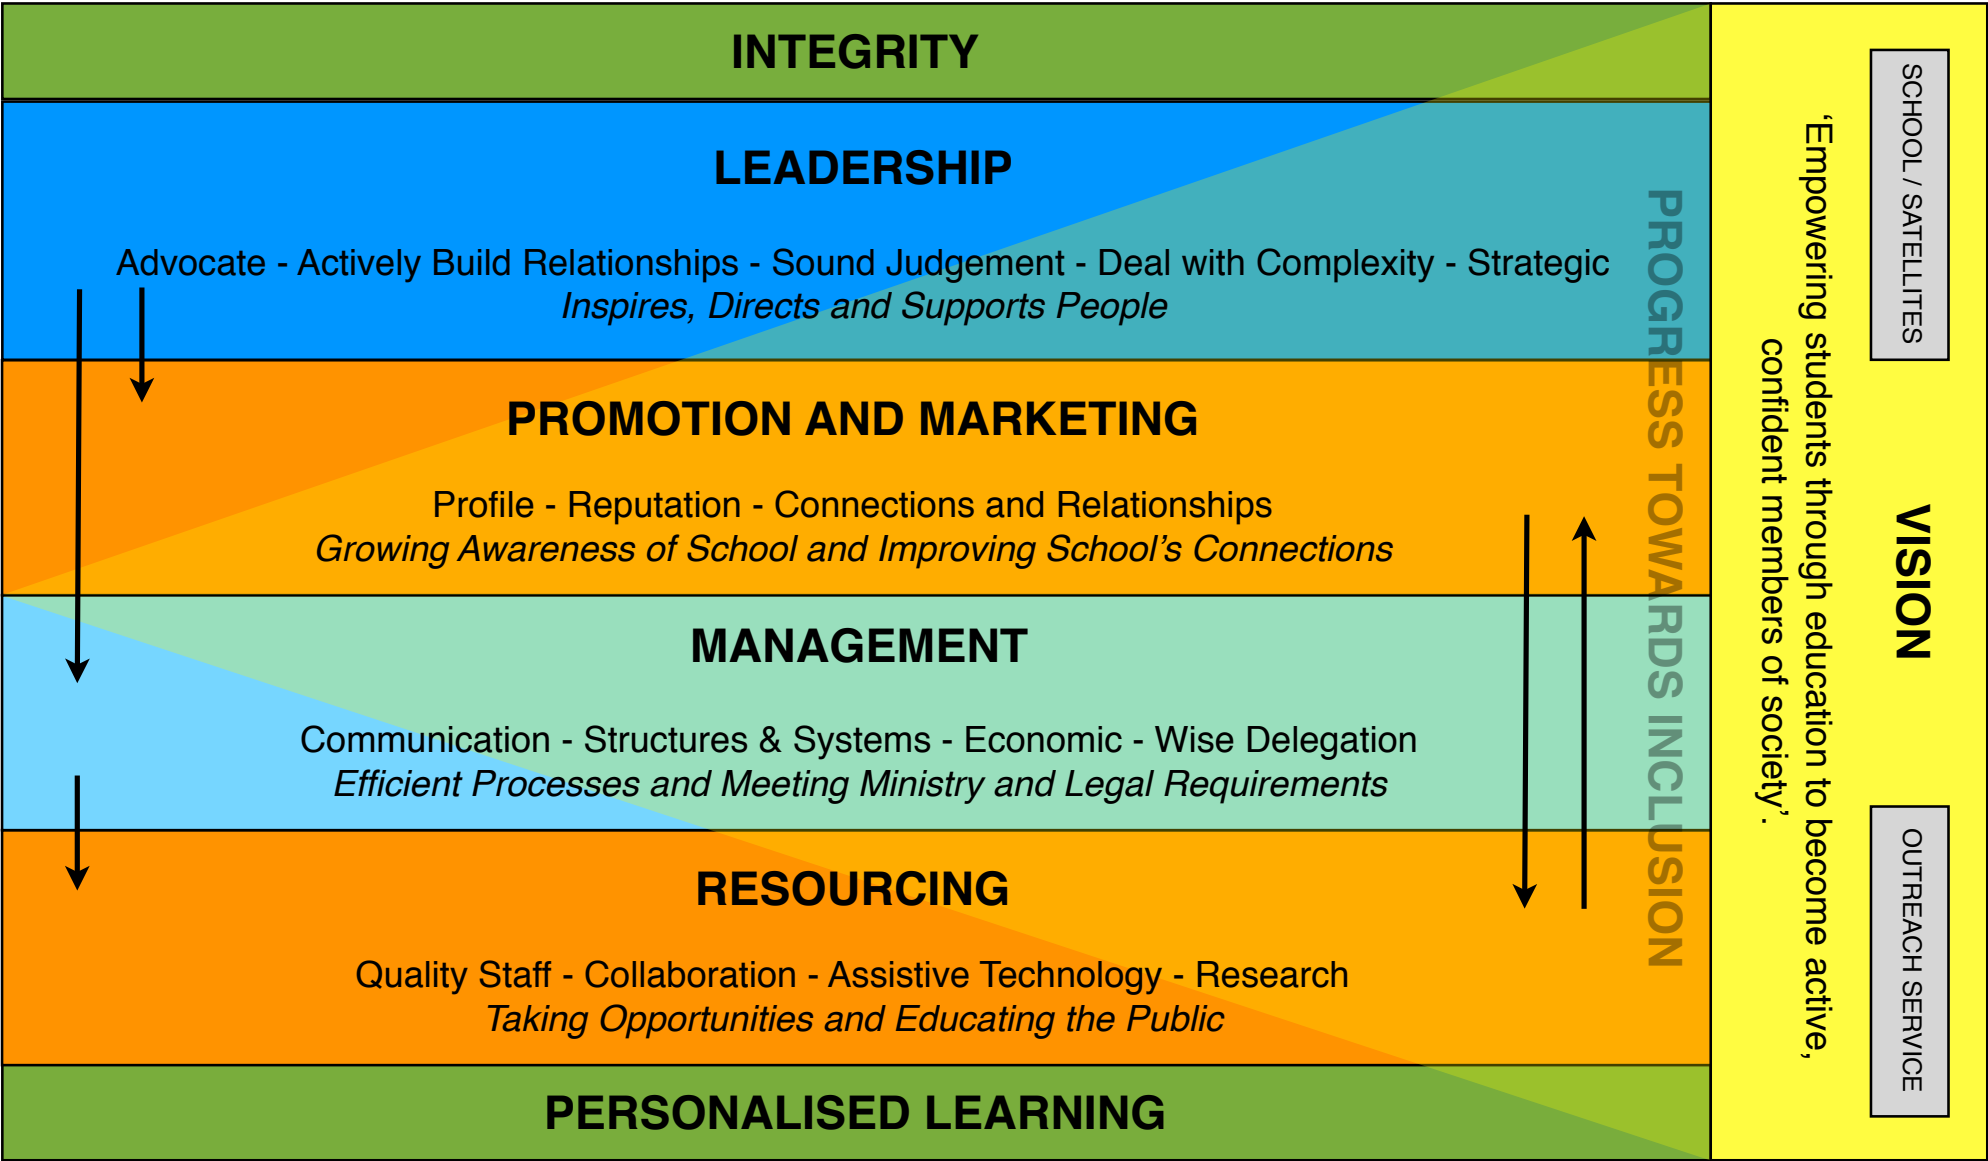 INTEGRITY
LEADERSHIP
Advocate - Actively Build Relationships - Sound Judgement - Deal with Complexity - Strategic
Inspires, Directs and Supports People
PROMOTION AND MARKETING
Profile - Reputation - Connections and Relationships
Growing Awareness of School and Improving School’s Connections
MANAGEMENT
Communication - Structures & Systems - Economic - Wise Delegation
Efficient Processes and Meeting Ministry and Legal Requirements
RESOURCING
Quality Staff - Collaboration - Assistive Technology - Research
Taking Opportunities and Educating the Public
PERSONALISED LEARNING
PROGRESS TOWARDS INCLUSION
SCHOOL / SATELLITES
VISION
OUTREACH SERVICE
‘Empowering students through education to become active,
confident members of society’.